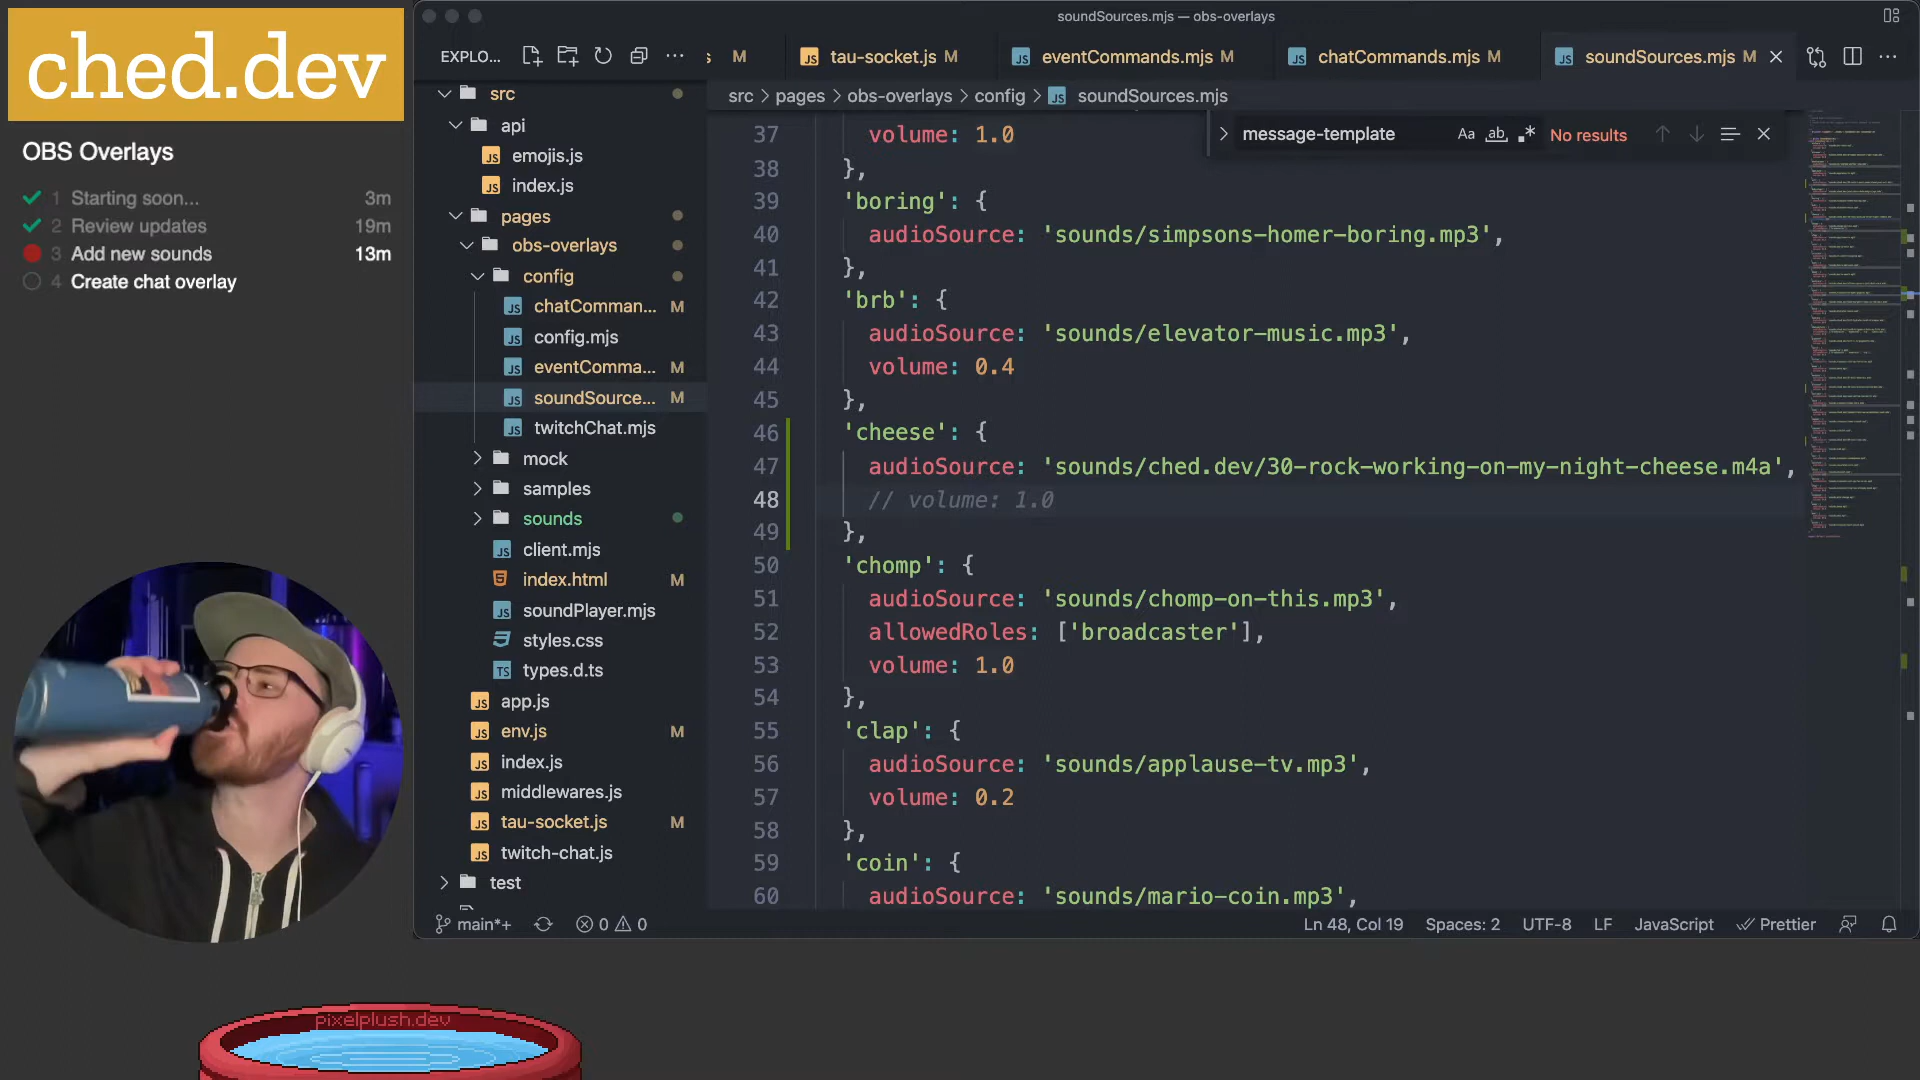 ched.dev
OBS Overlays
1 Starting soon... 3m
2 Review updates 19m
3 Add new sounds 13m
4 Create chat overlay
soundSources.mjs — obs-overlays
EXPLO...
s M
tau-socket.js M
eventCommands.mjs M
chatCommands.mjs M
soundSources.mjs M
src > pages > obs-overlays > config > soundSources.mjs
message-template
Aa ab .* No results
src
api
emojis.js
index.js
pages
obs-overlays
config
chatComman... M
config.mjs
eventComma... M
soundSource... M
twitchChat.mjs
mock
samples
sounds
client.mjs
index.html M
soundPlayer.mjs
styles.css
types.d.ts
app.js
env.js M
index.js
middlewares.js
tau-socket.js M
twitch-chat.js
test
37 volume: 1.0
38 },
39 'boring': {
40 audioSource: 'sounds/simpsons-homer-boring.mp3',
41 },
42 'brb': {
43 audioSource: 'sounds/elevator-music.mp3',
44 volume: 0.4
45 },
46 'cheese': {
47 audioSource: 'sounds/ched.dev/30-rock-working-on-my-night-cheese.m4a',
48 // volume: 1.0
49 },
50 'chomp': {
51 audioSource: 'sounds/chomp-on-this.mp3',
52 allowedRoles: ['broadcaster'],
53 volume: 1.0
54 },
55 'clap': {
56 audioSource: 'sounds/applause-tv.mp3',
57 volume: 0.2
58 },
59 'coin': {
60 audioSource: 'sounds/mario-coin.mp3',
main*+ 0 0
Ln 48, Col 19 Spaces: 2 UTF-8 LF JavaScript Prettier
pixelplush.dev